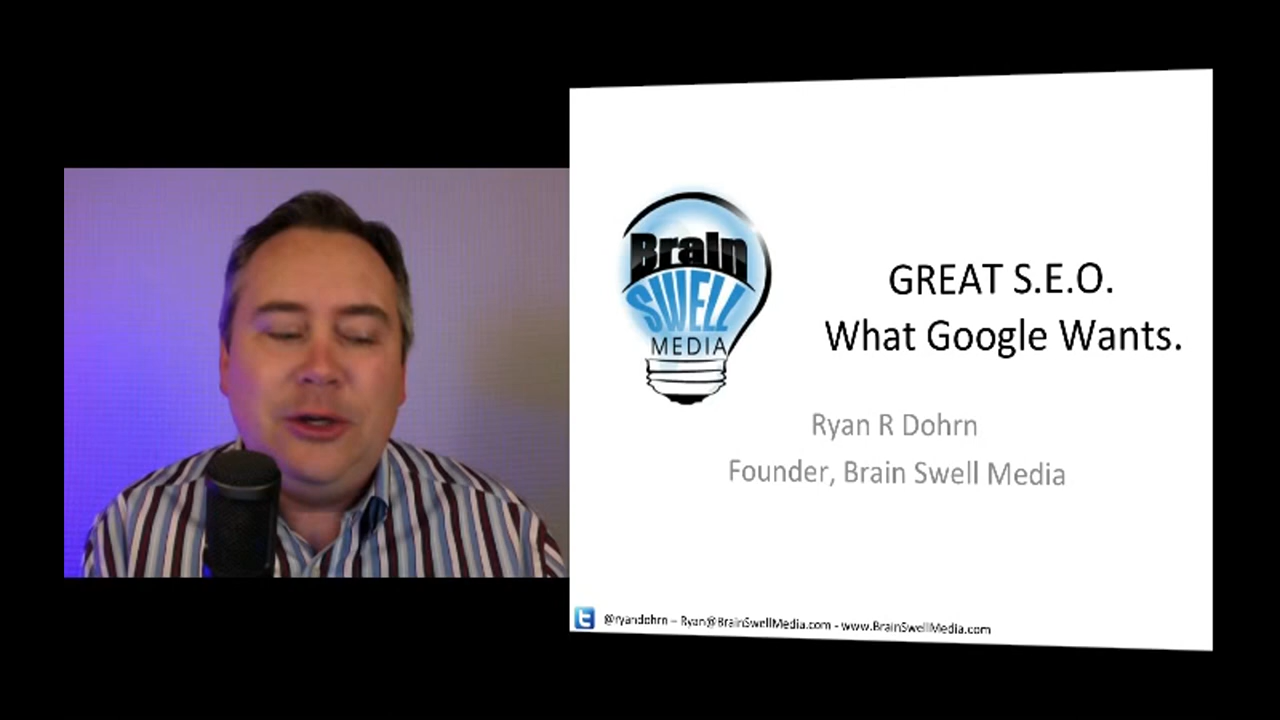 Brain
SWELL
MEDIA
GREAT S.E.O.
What Google Wants.
Ryan R Dohrn
Founder, Brain Swell Media
@ryandohrn – Ryan@BrainSwellMedia.com - www.BrainSwellMedia.com